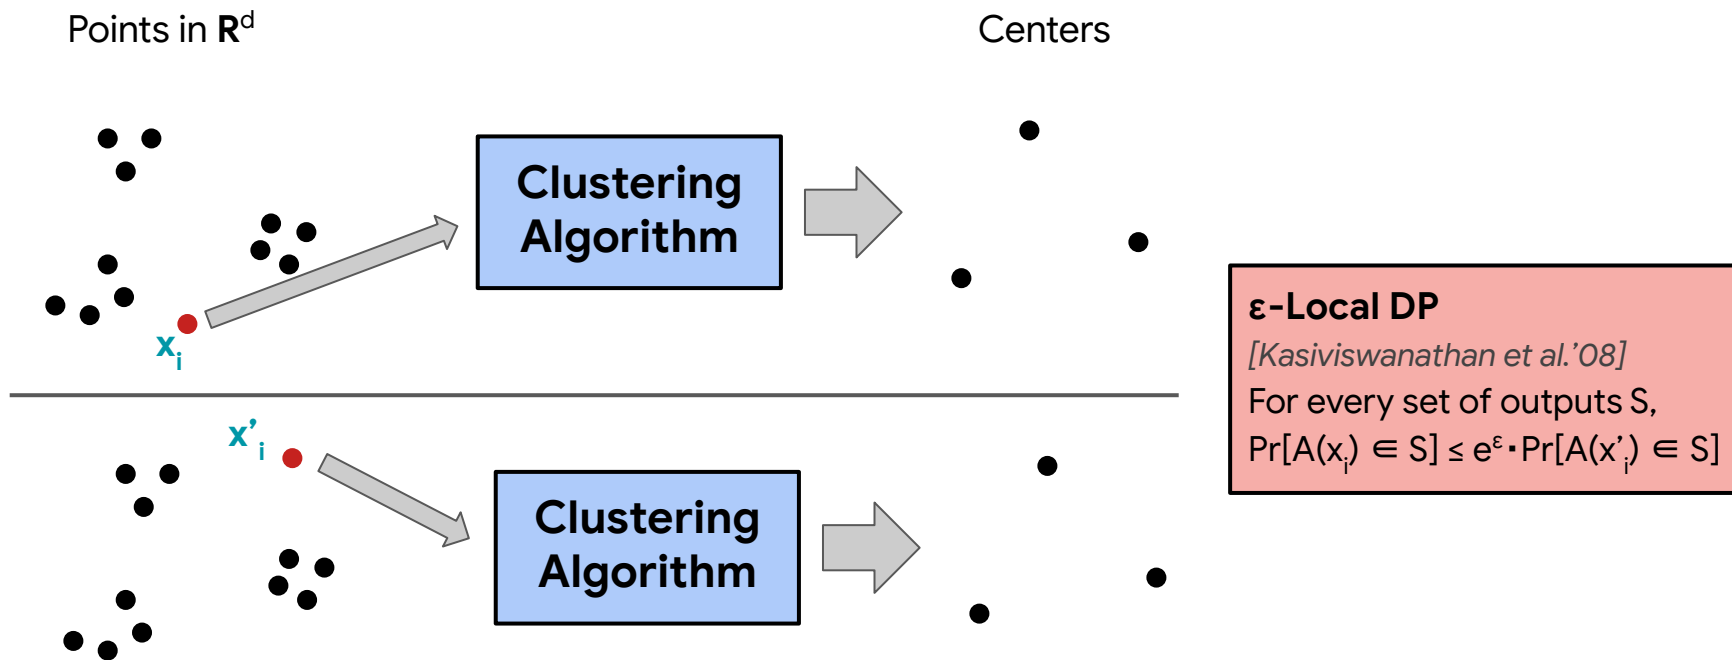 Points in R^d
Centers
Clustering
Algorithm
x_i
ε-Local DP
[Kasiviswanathan et al.'08]
For every set of outputs S,
Pr[A(x_i) ∈ S] ≤ e^ε · Pr[A(x'_i) ∈ S]
x'_i
Clustering
Algorithm